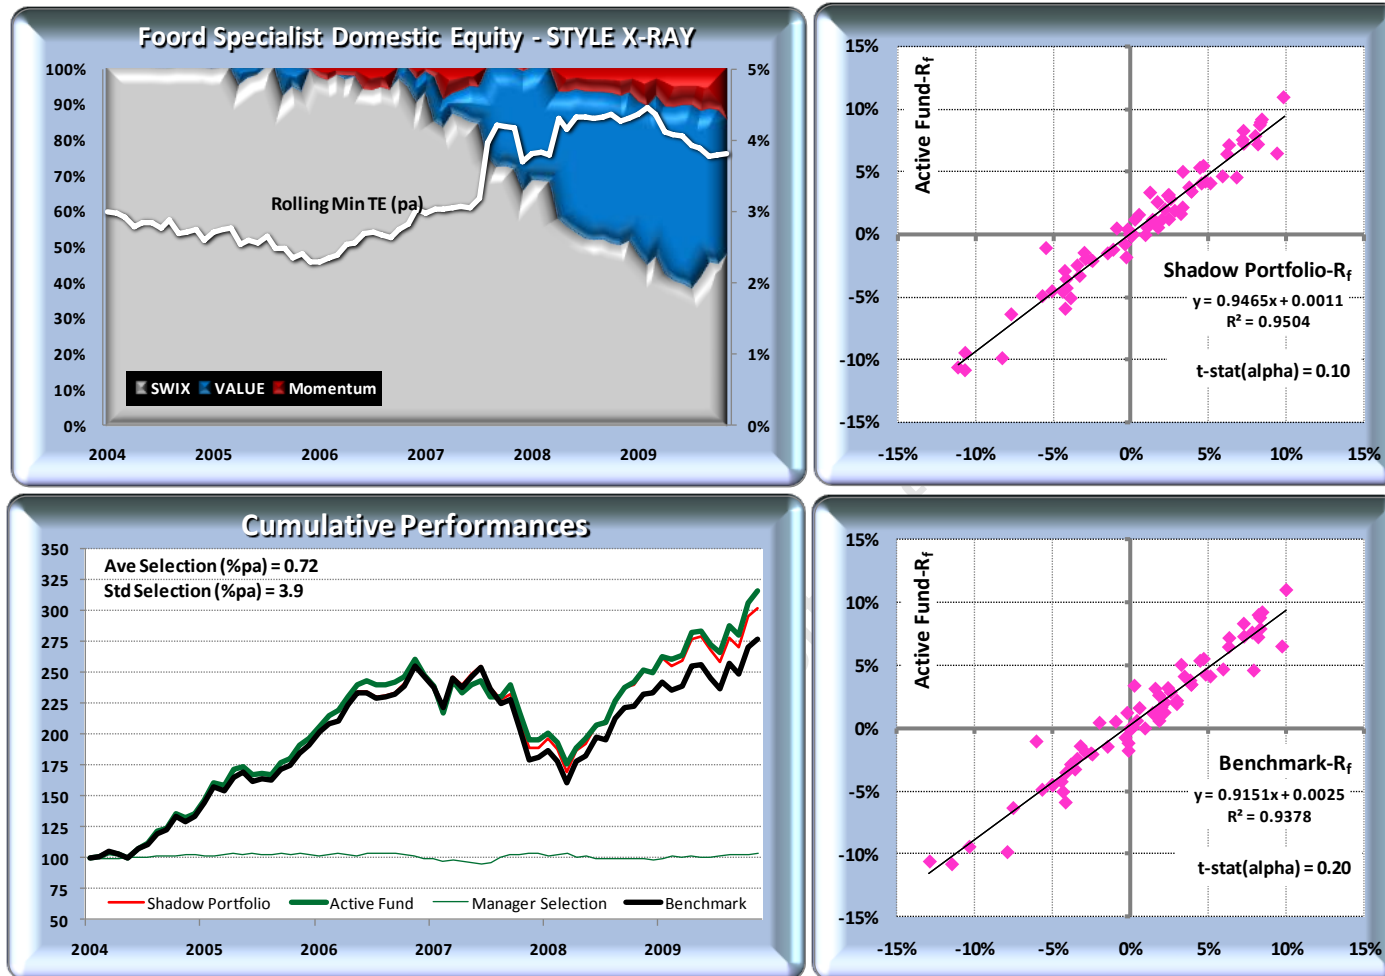 Foord Specialist Domestic Equity - STYLE X-RAY
100%
90%
80%
70%
60%
50%
40%
30%
20%
10%
0%
5%
4%
3%
2%
1%
0%
Rolling Min TE (pa)
SWIX VALUE Momentum
2004 2005 2006 2007 2008 2009
15%
10%
5%
0%
-5%
-10%
-15%
Active Fund-Rf
Shadow Portfolio-Rf
y = 0.9465x + 0.0011
R² = 0.9504
t-stat(alpha) = 0.10
-15% -10% -5% 0% 5% 10% 15%
Cumulative Performances
350
325
300
275
250
225
200
175
150
125
100
75
50
Ave Selection (%pa) = 0.72
Std Selection (%pa) = 3.9
Shadow Portfolio Active Fund Manager Selection Benchmark
2004 2005 2006 2007 2008 2009
15%
10%
5%
0%
-5%
-10%
-15%
Active Fund-Rf
Benchmark-Rf
y = 0.9151x + 0.0025
R² = 0.9378
t-stat(alpha) = 0.20
-15% -10% -5% 0% 5% 10% 15%